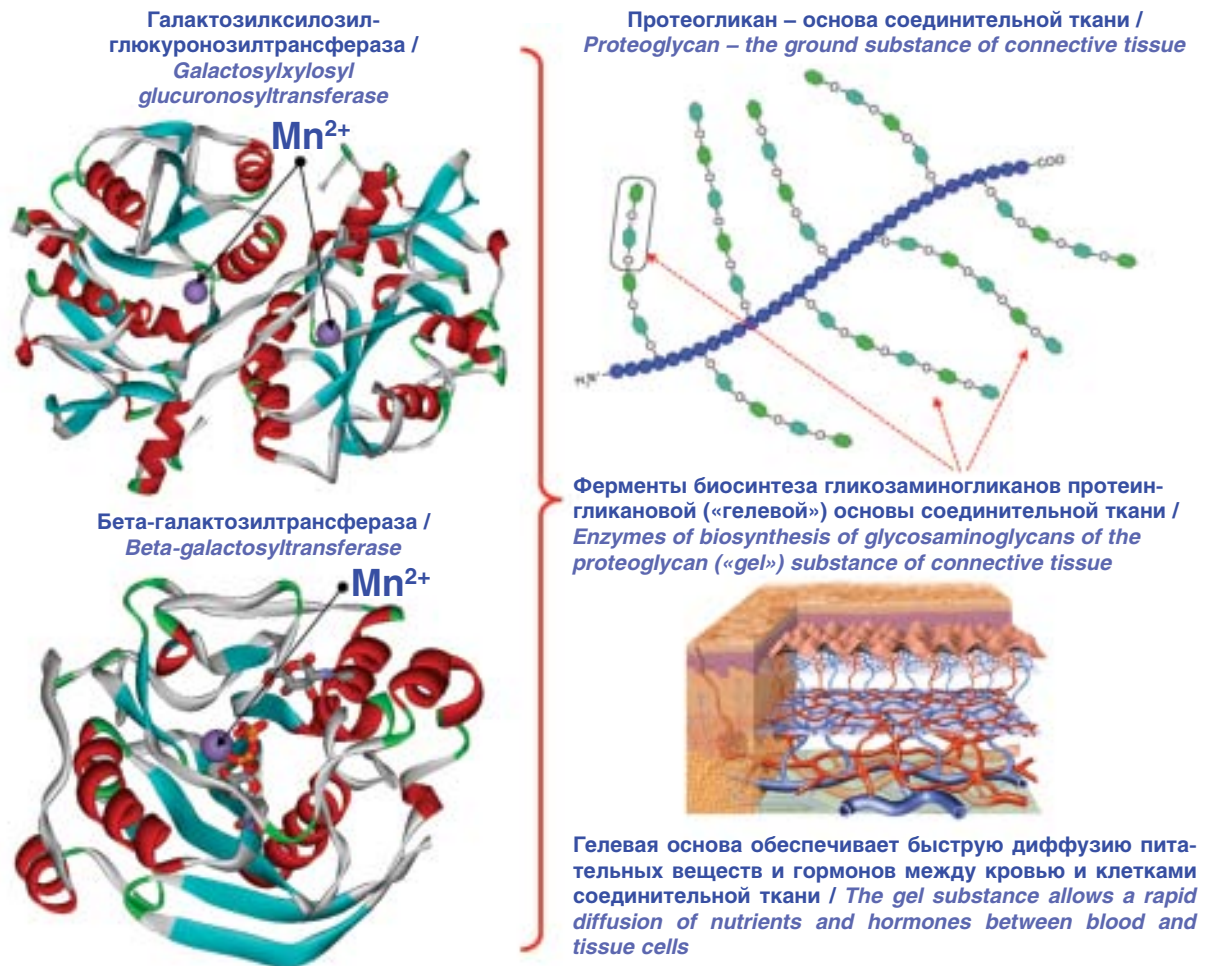 Галактозилксилозил-
глюкуронозилтрансфераза /
Galactosylxylosyl
glucuronosyltransferase
Mn²⁺
Бета-галактозилтрансфераза /
Beta-galactosyltransferase
Mn²⁺
Протеогликан – основа соединительной ткани /
Proteoglycan – the ground substance of connective tissue
COO
Ферменты биосинтеза гликозаминогликанов протеин-
гликановой («гелевой») основы соединительной ткани /
Enzymes of biosynthesis of glycosaminoglycans of the
proteoglycan («gel») substance of connective tissue
Гелевая основа обеспечивает быструю диффузию пита-
тельных веществ и гормонов между кровью и клетками
соединительной ткани / The gel substance allows a rapid
diffusion of nutrients and hormones between blood and
tissue cells